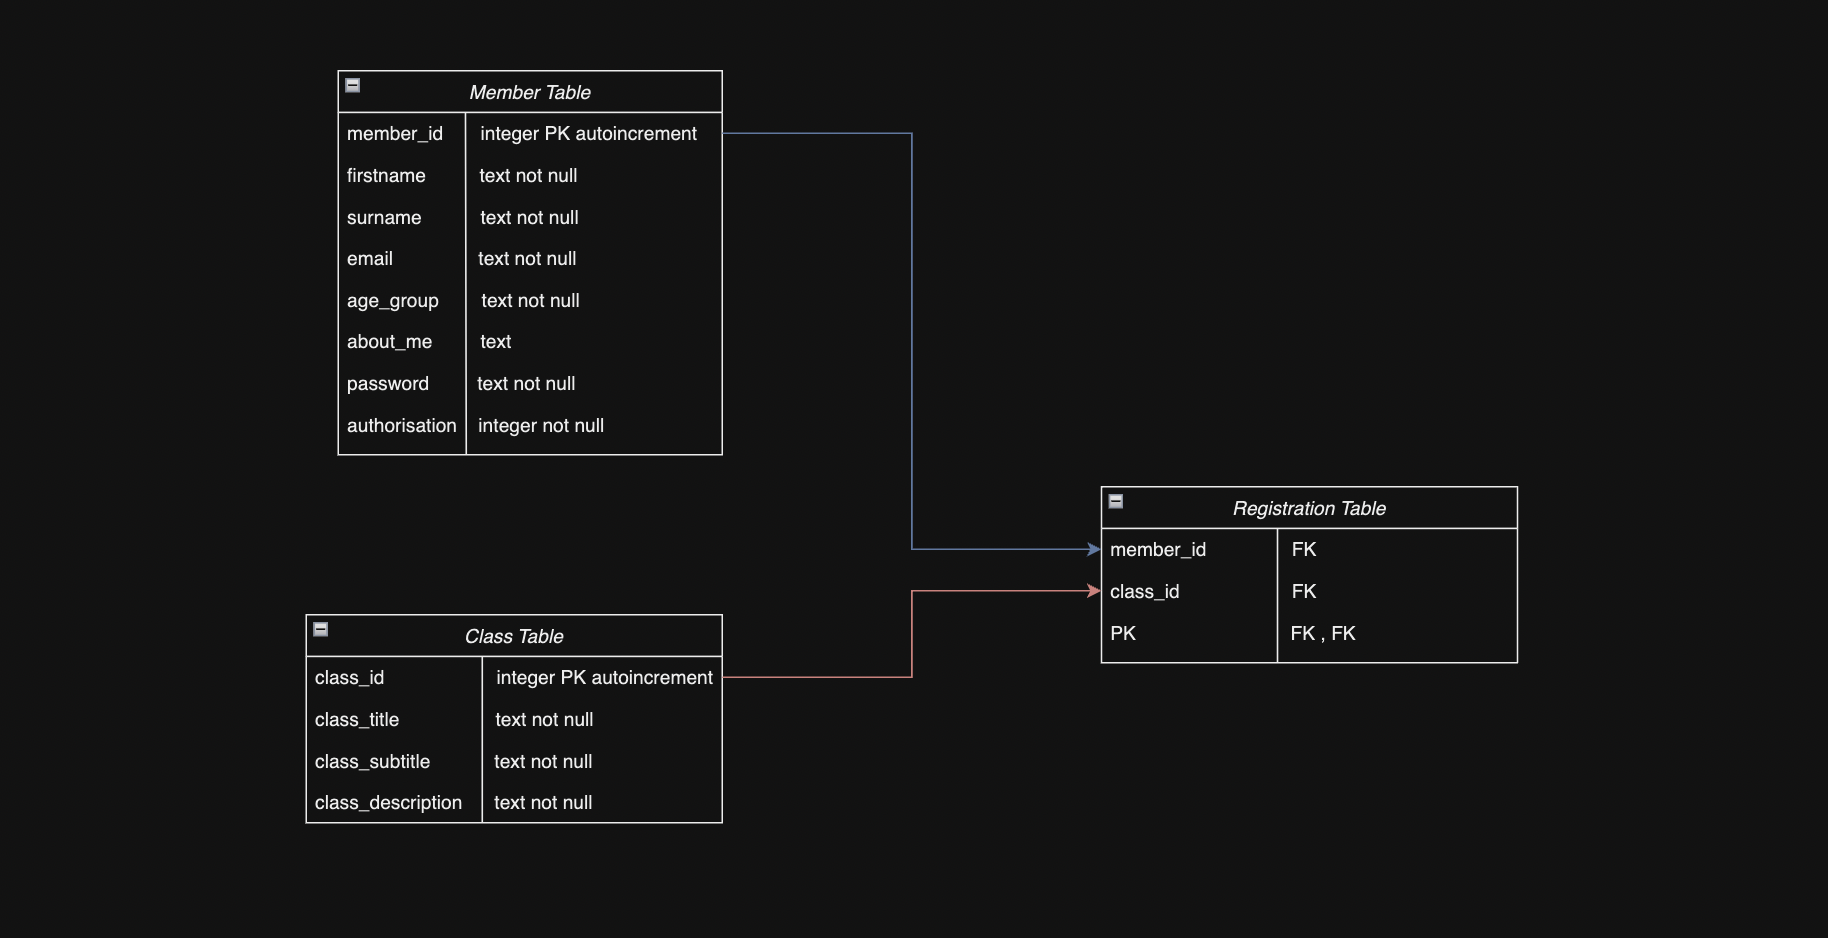 Member Table
member_id integer PK autoincrement
firstname text not null
surname text not null
email text not null
age_group text not null
about_me text
password text not null
authorisation integer not null
Registration Table
member_id FK
class_id FK
PK FK , FK
Class Table
class_id integer PK autoincrement
class_title text not null
class_subtitle text not null
class_description text not null